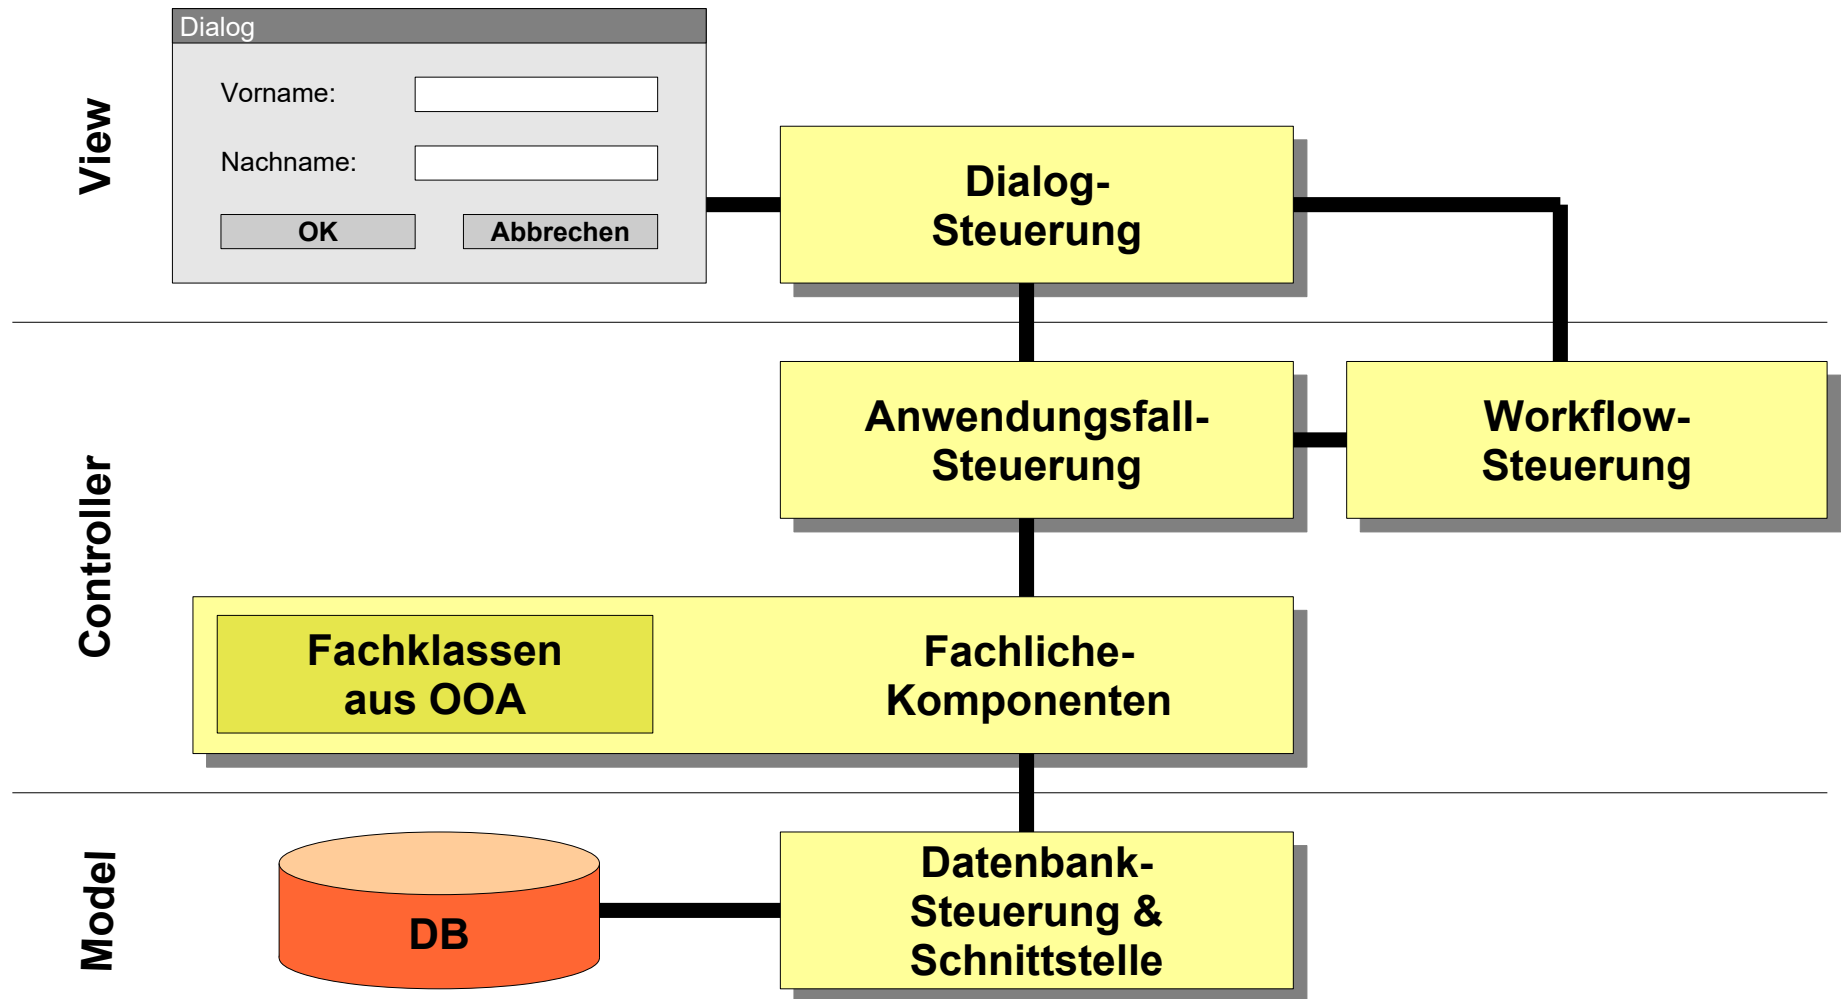 View
Dialog
Vorname:
Nachname:
OK
Abbrechen
Dialog-
Steuerung
Controller
Anwendungsfall-
Steuerung
Workflow-
Steuerung
Fachklassen
aus OOA
Fachliche-
Komponenten
Model
DB
Datenbank-
Steuerung &
Schnittstelle